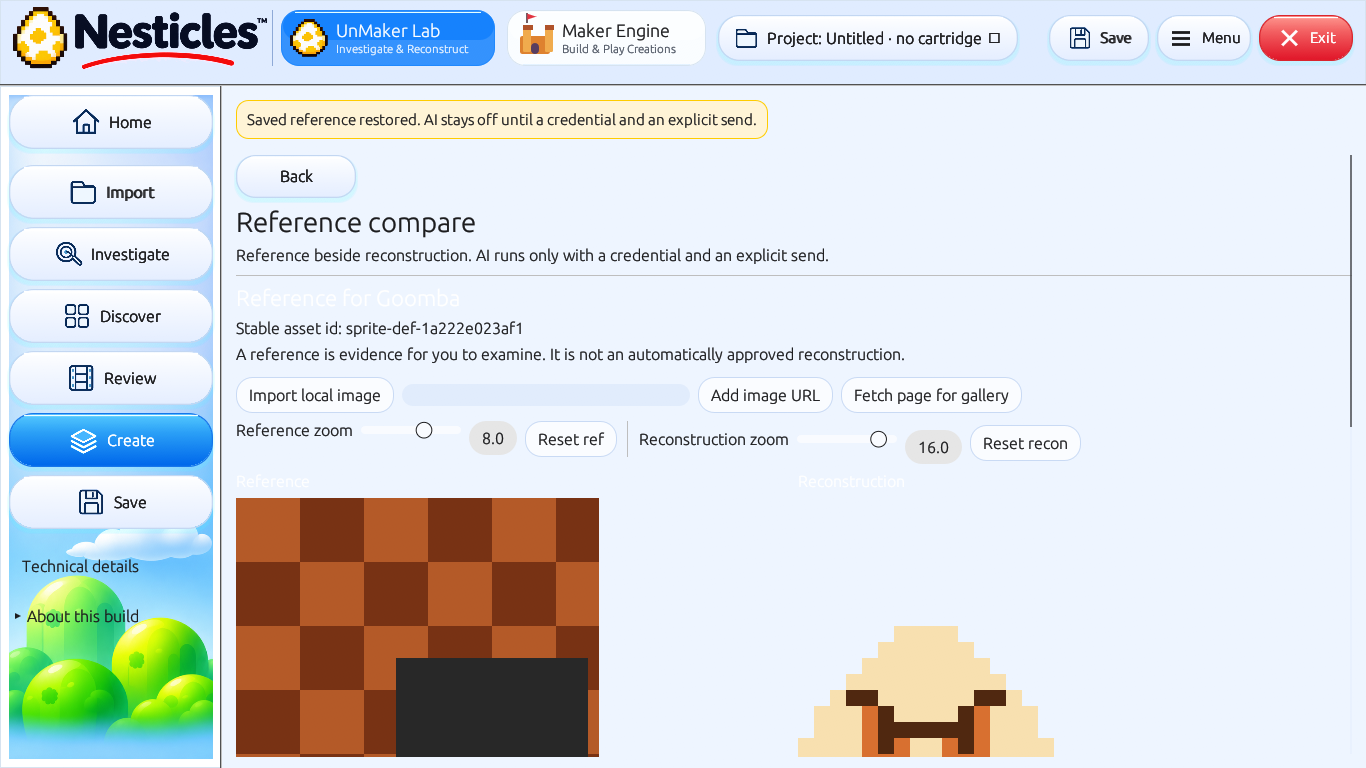 Nesticles™
UnMaker Lab
Investigate & Reconstruct
Maker Engine
Build & Play Creations
Project: Untitled · no cartridge
Save
Menu
Exit
Home
Import
Investigate
Discover
Review
Create
Save
Technical details
About this build
Saved reference restored. AI stays off until a credential and an explicit send.
Back
Reference compare
Reference beside reconstruction. AI runs only with a credential and an explicit send.
Reference for Goomba
Stable asset id: sprite-def-1a222e023af1
A reference is evidence for you to examine. It is not an automatically approved reconstruction.
Import local image
Add image URL
Fetch page for gallery
Reference zoom
8.0
Reset ref
Reconstruction zoom
16.0
Reset recon
Reference
Reconstruction